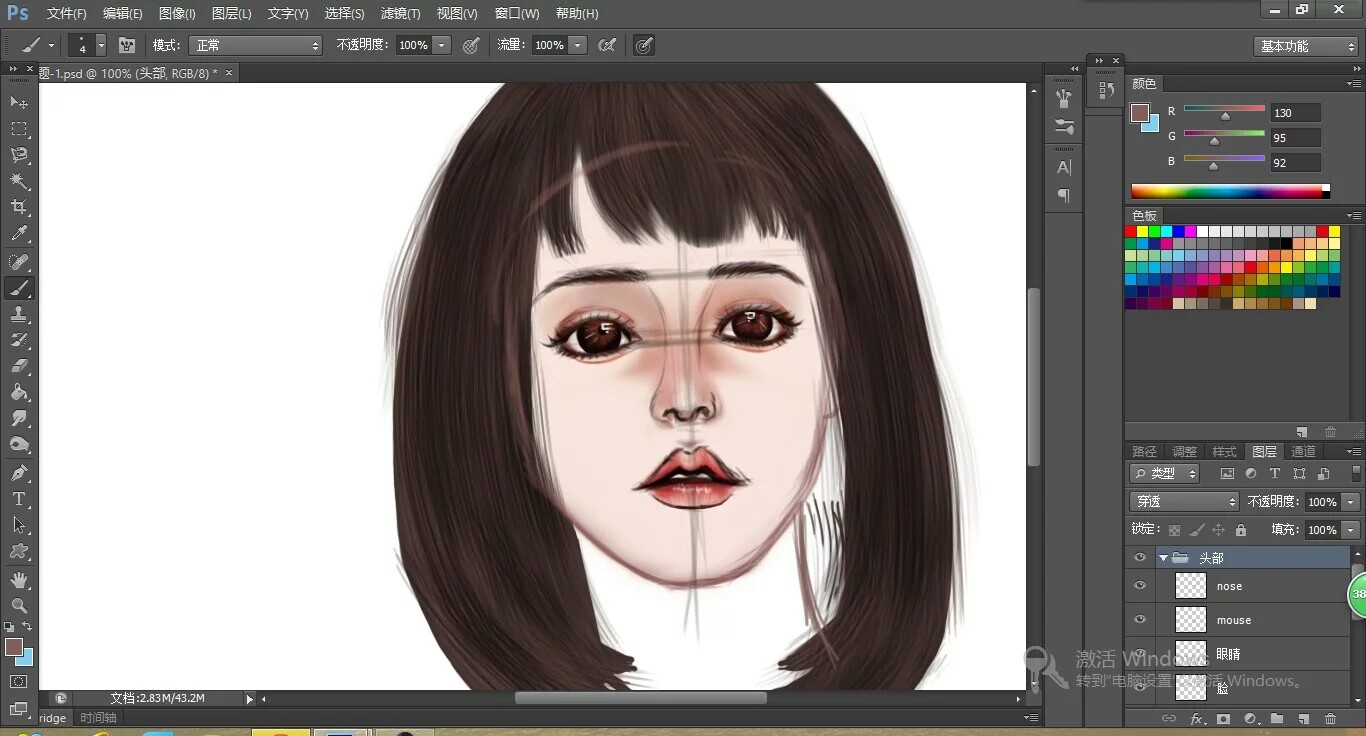 Ps 文件(F) 编辑(E) 图像(I) 图层(L) 文字(Y) 选择(S) 滤镜(T) 视图(V) 窗口(W) 帮助(H)
4 模式: 正常 不透明度: 100% 流量: 100% 基本功能
题-1.psd @ 100% (头部, RGB/8) * ×
颜色
R 130
G 95
B 92
色板
路径 调整 样式 图层 通道
类型
穿透 不透明度: 100%
锁定: 填充: 100%
头部
nose
38
mouse
眼睛
脸
激活 Windows
转到"电脑设置"激活 Windows。
文档:2.83M/43.2M
ridge 时间轴